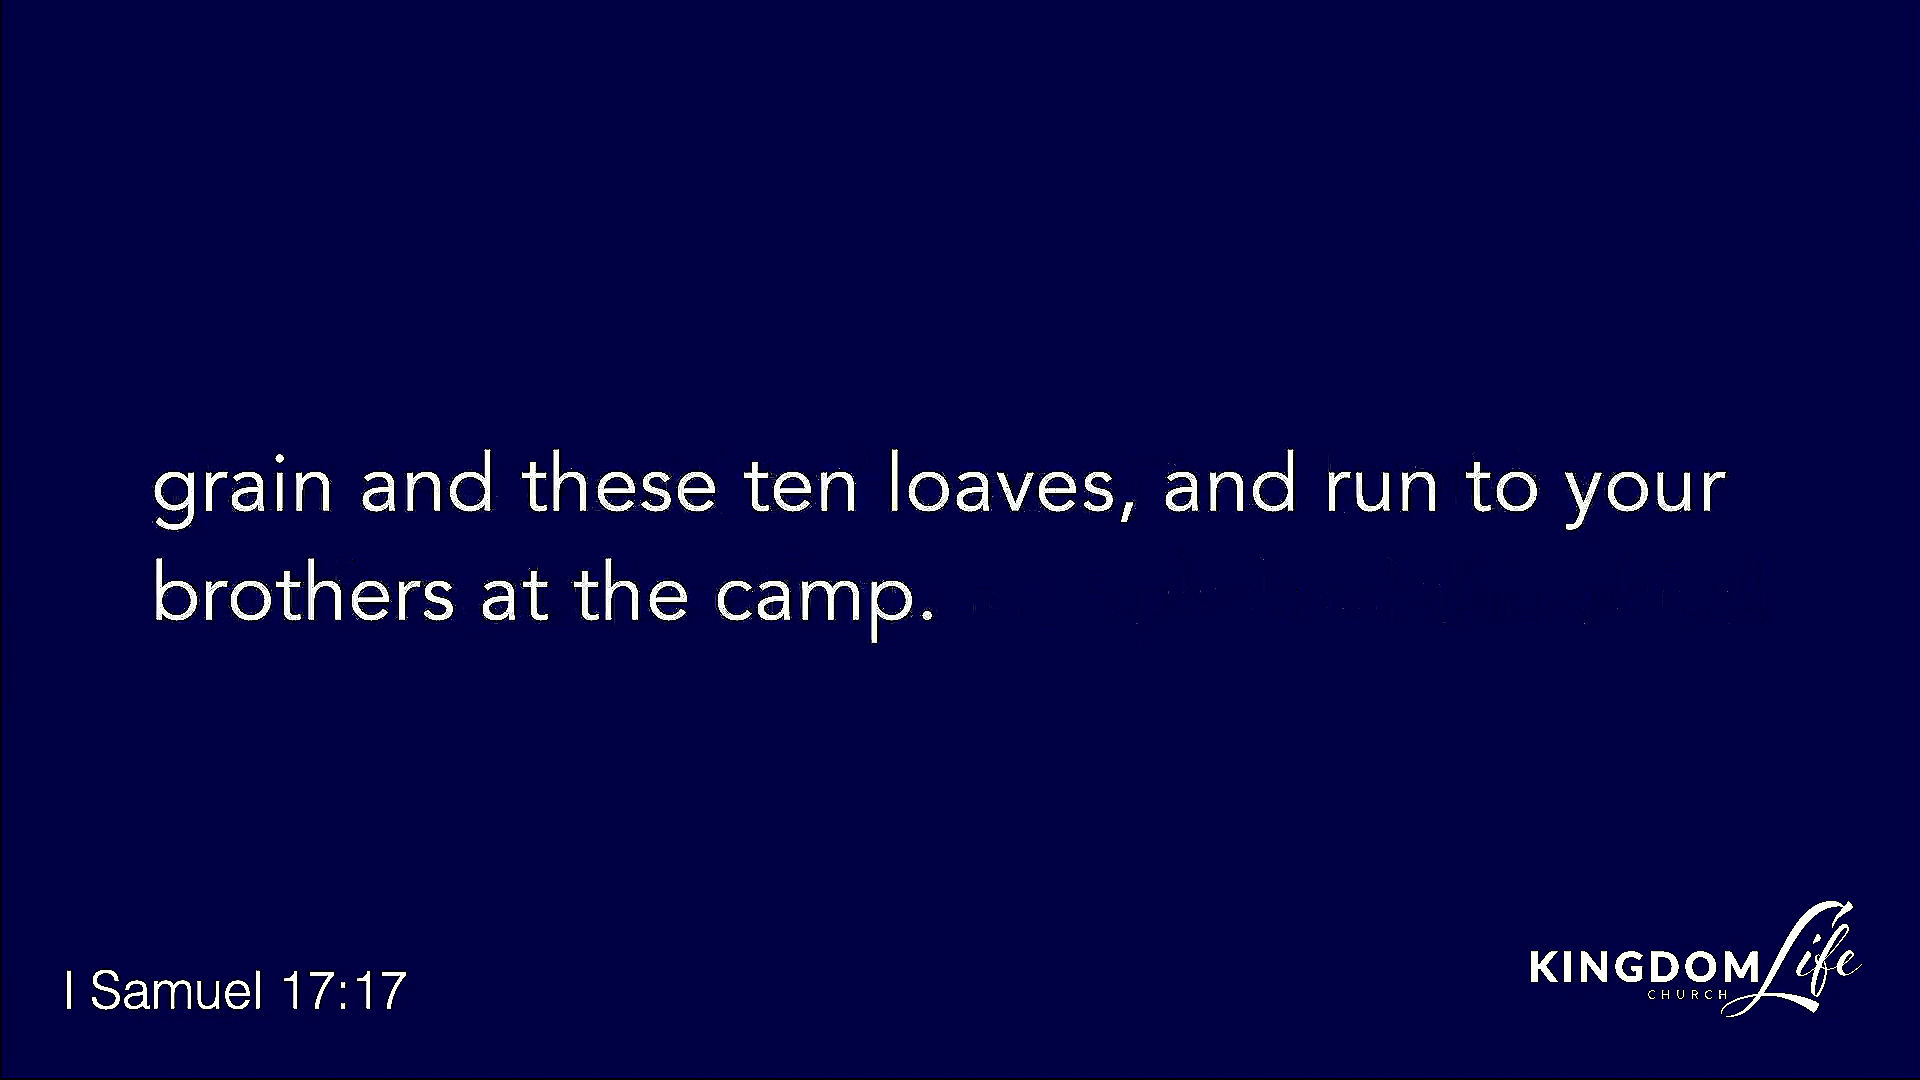 grain and these ten loaves, and run to your
brothers at the camp.
I Samuel 17:17
KINGDOM Life
CHURCH